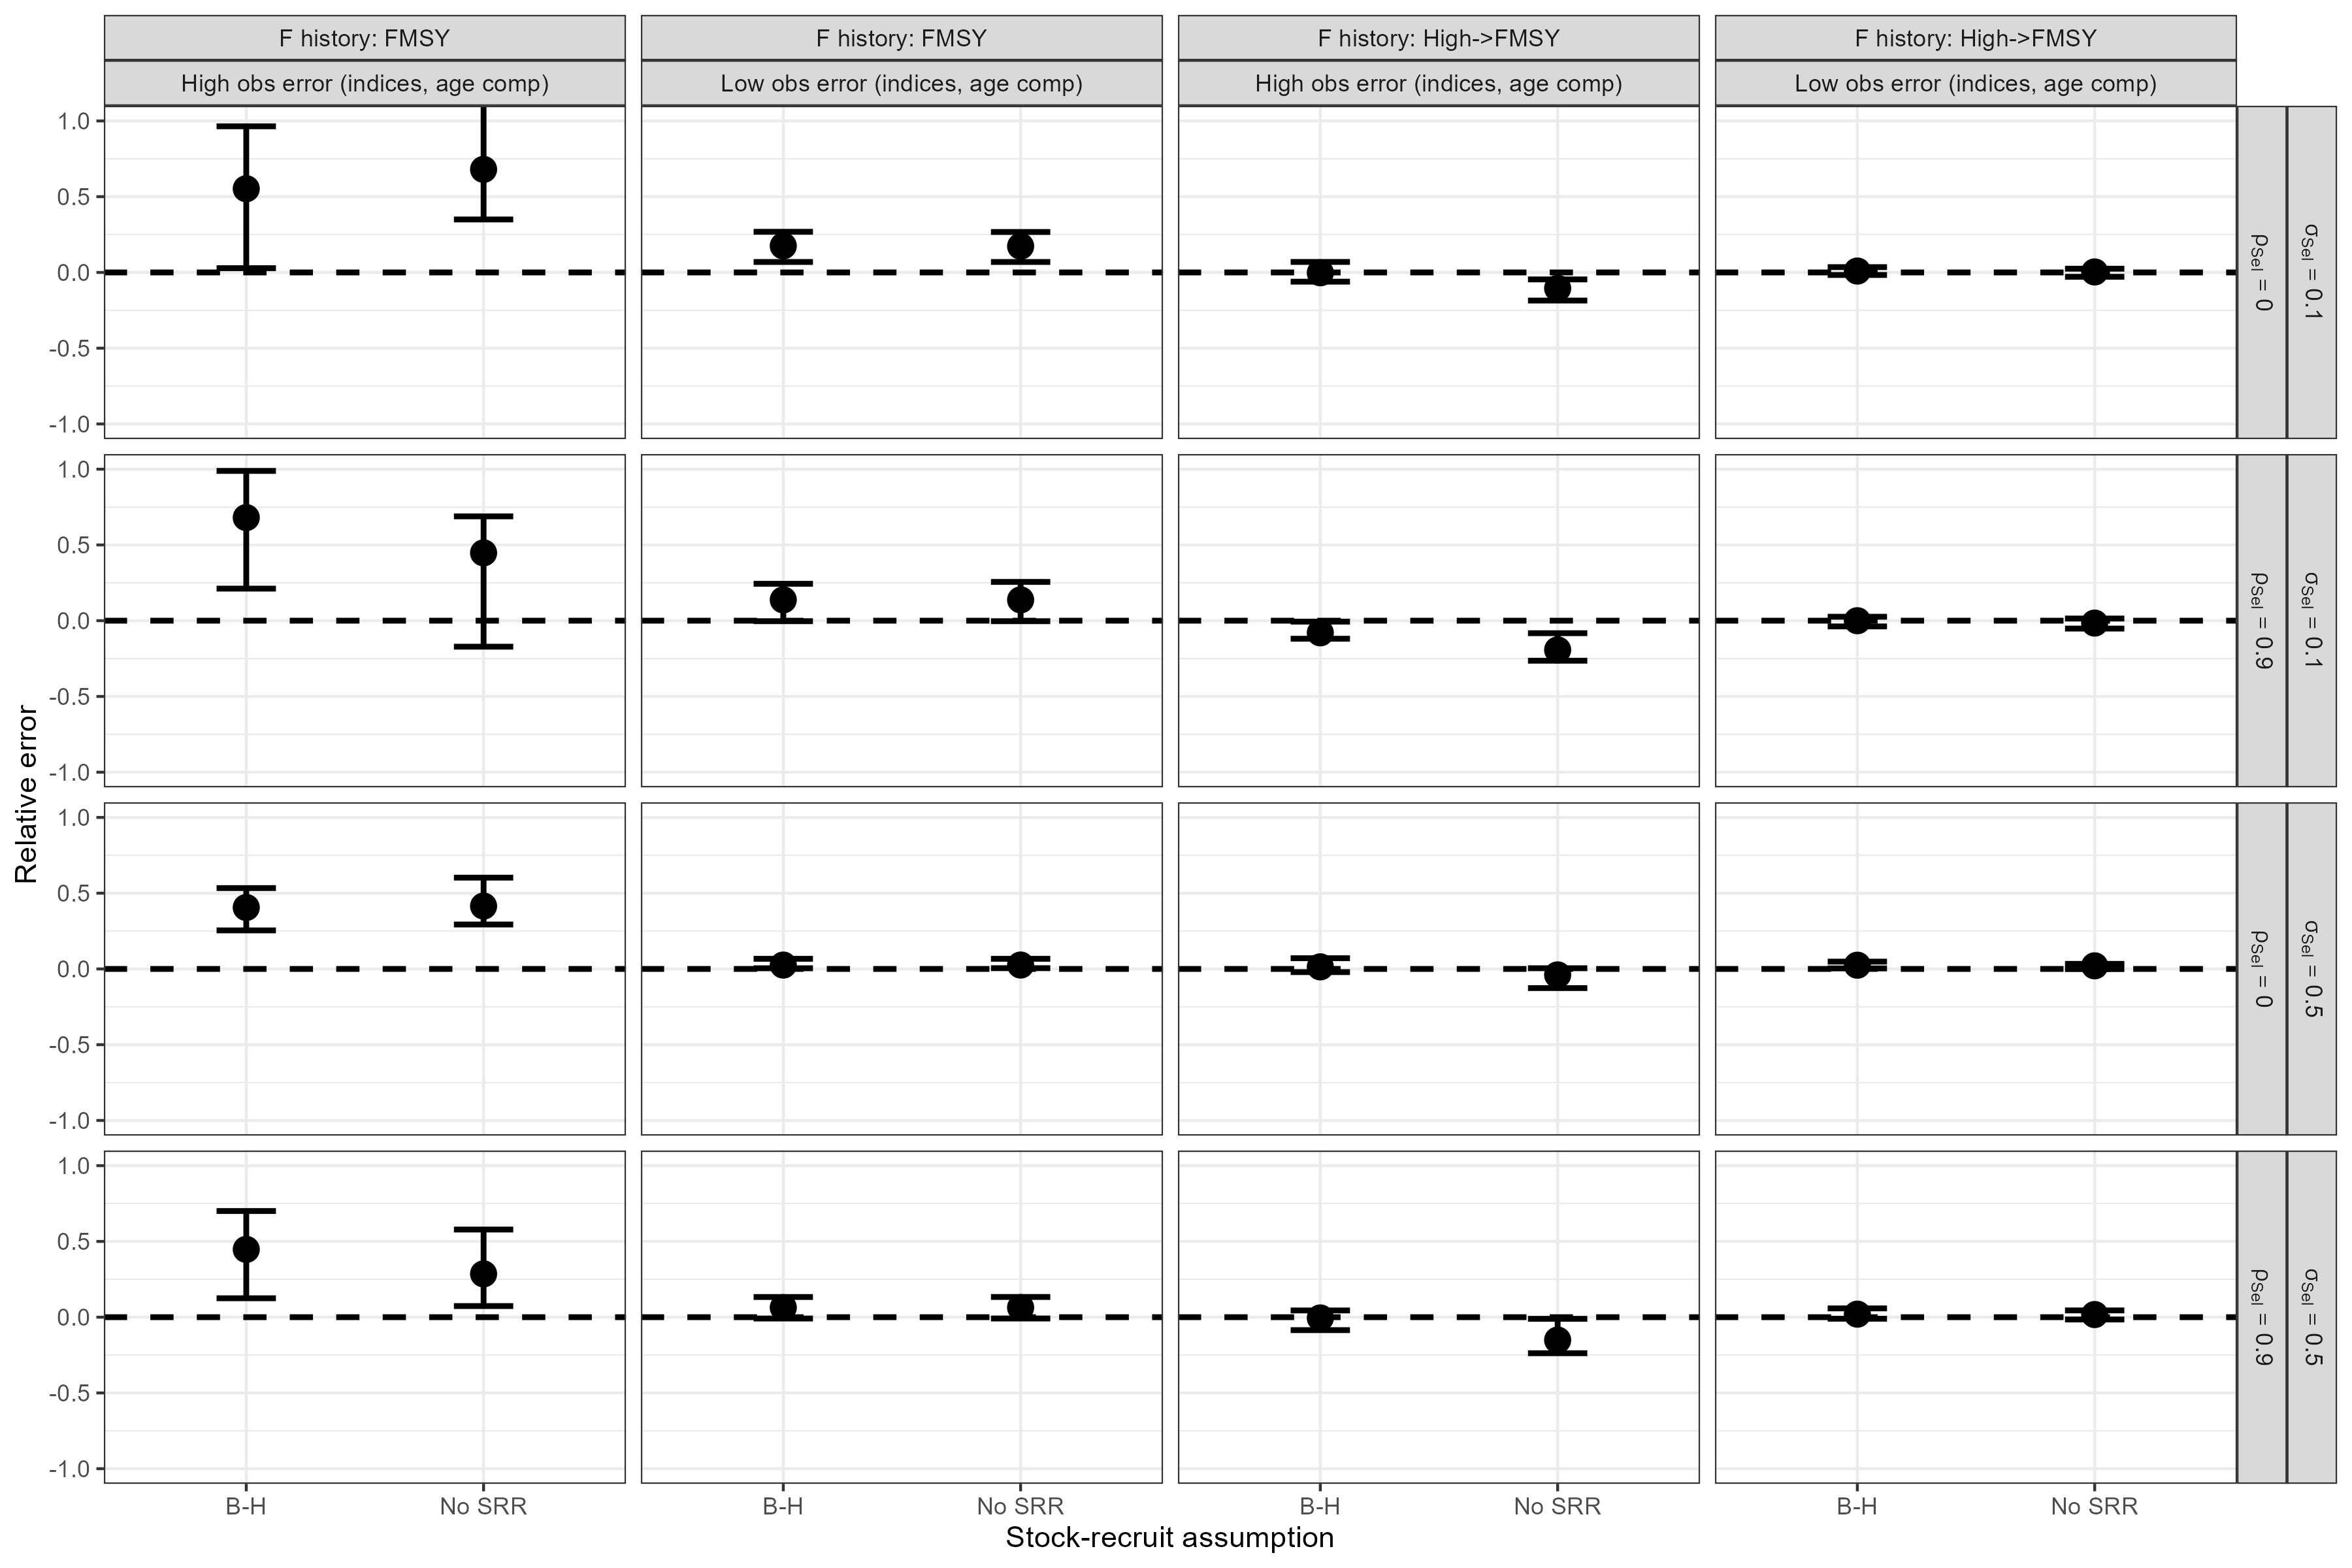 F history: FMSY
F history: FMSY
F history: High->FMSY
F history: High->FMSY
High obs error (indices, age comp)
Low obs error (indices, age comp)
High obs error (indices, age comp)
Low obs error (indices, age comp)
1.0
0.5
0.0
-0.5
-1.0
ρSel = 0
σSel = 0.1
1.0
0.5
0.0
-0.5
-1.0
ρSel = 0.9
σSel = 0.1
Relative error
1.0
0.5
0.0
-0.5
-1.0
ρSel = 0
σSel = 0.5
1.0
0.5
0.0
-0.5
-1.0
ρSel = 0.9
σSel = 0.5
B-H
No SRR
B-H
No SRR
B-H
No SRR
B-H
No SRR
Stock-recruit assumption